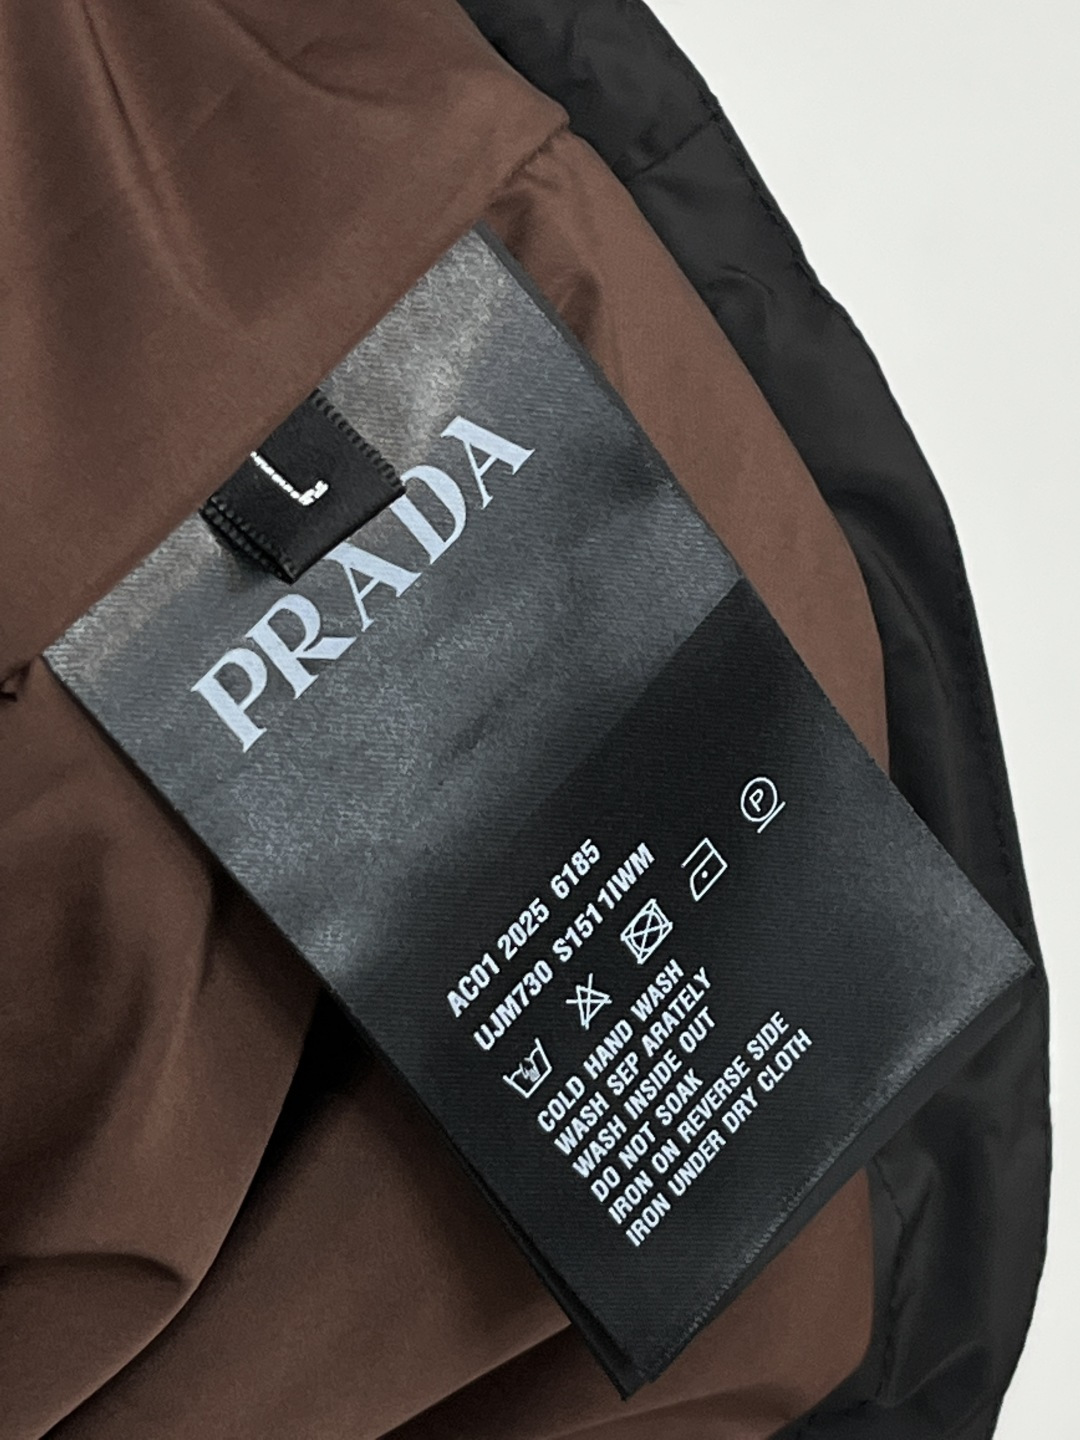 L
PRADA
AC01 2025 6185
UJM730 S151 1IWM
P
COLD HAND WASH
WASH SEP ARATELY
WASH INSIDE OUT
DO NOT SOAK
IRON ON REVERSE SIDE
IRON UNDER DRY CLOTH